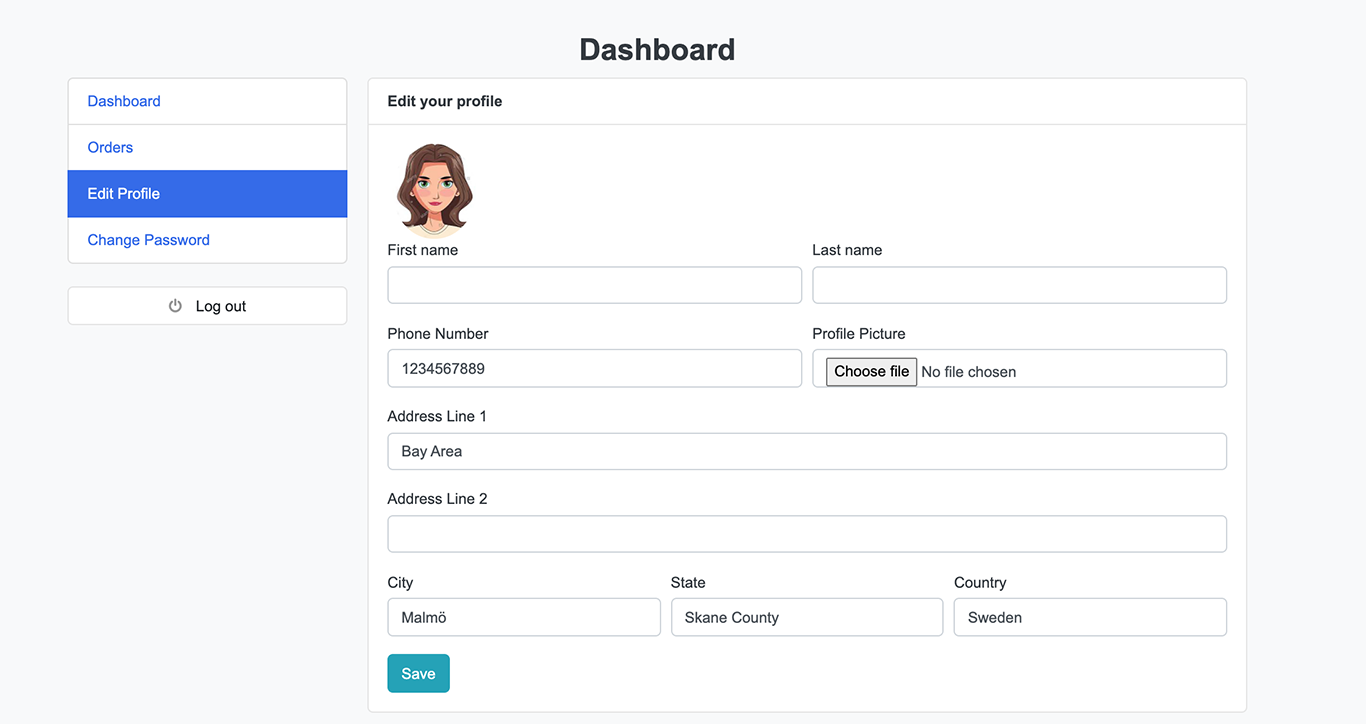 Dashboard
Dashboard
Orders
Edit Profile
Change Password
Log out
Edit your profile
First name
Last name
Phone Number
1234567889
Profile Picture
Choose file No file chosen
Address Line 1
Bay Area
Address Line 2
City
Malmö
State
Skane County
Country
Sweden
Save